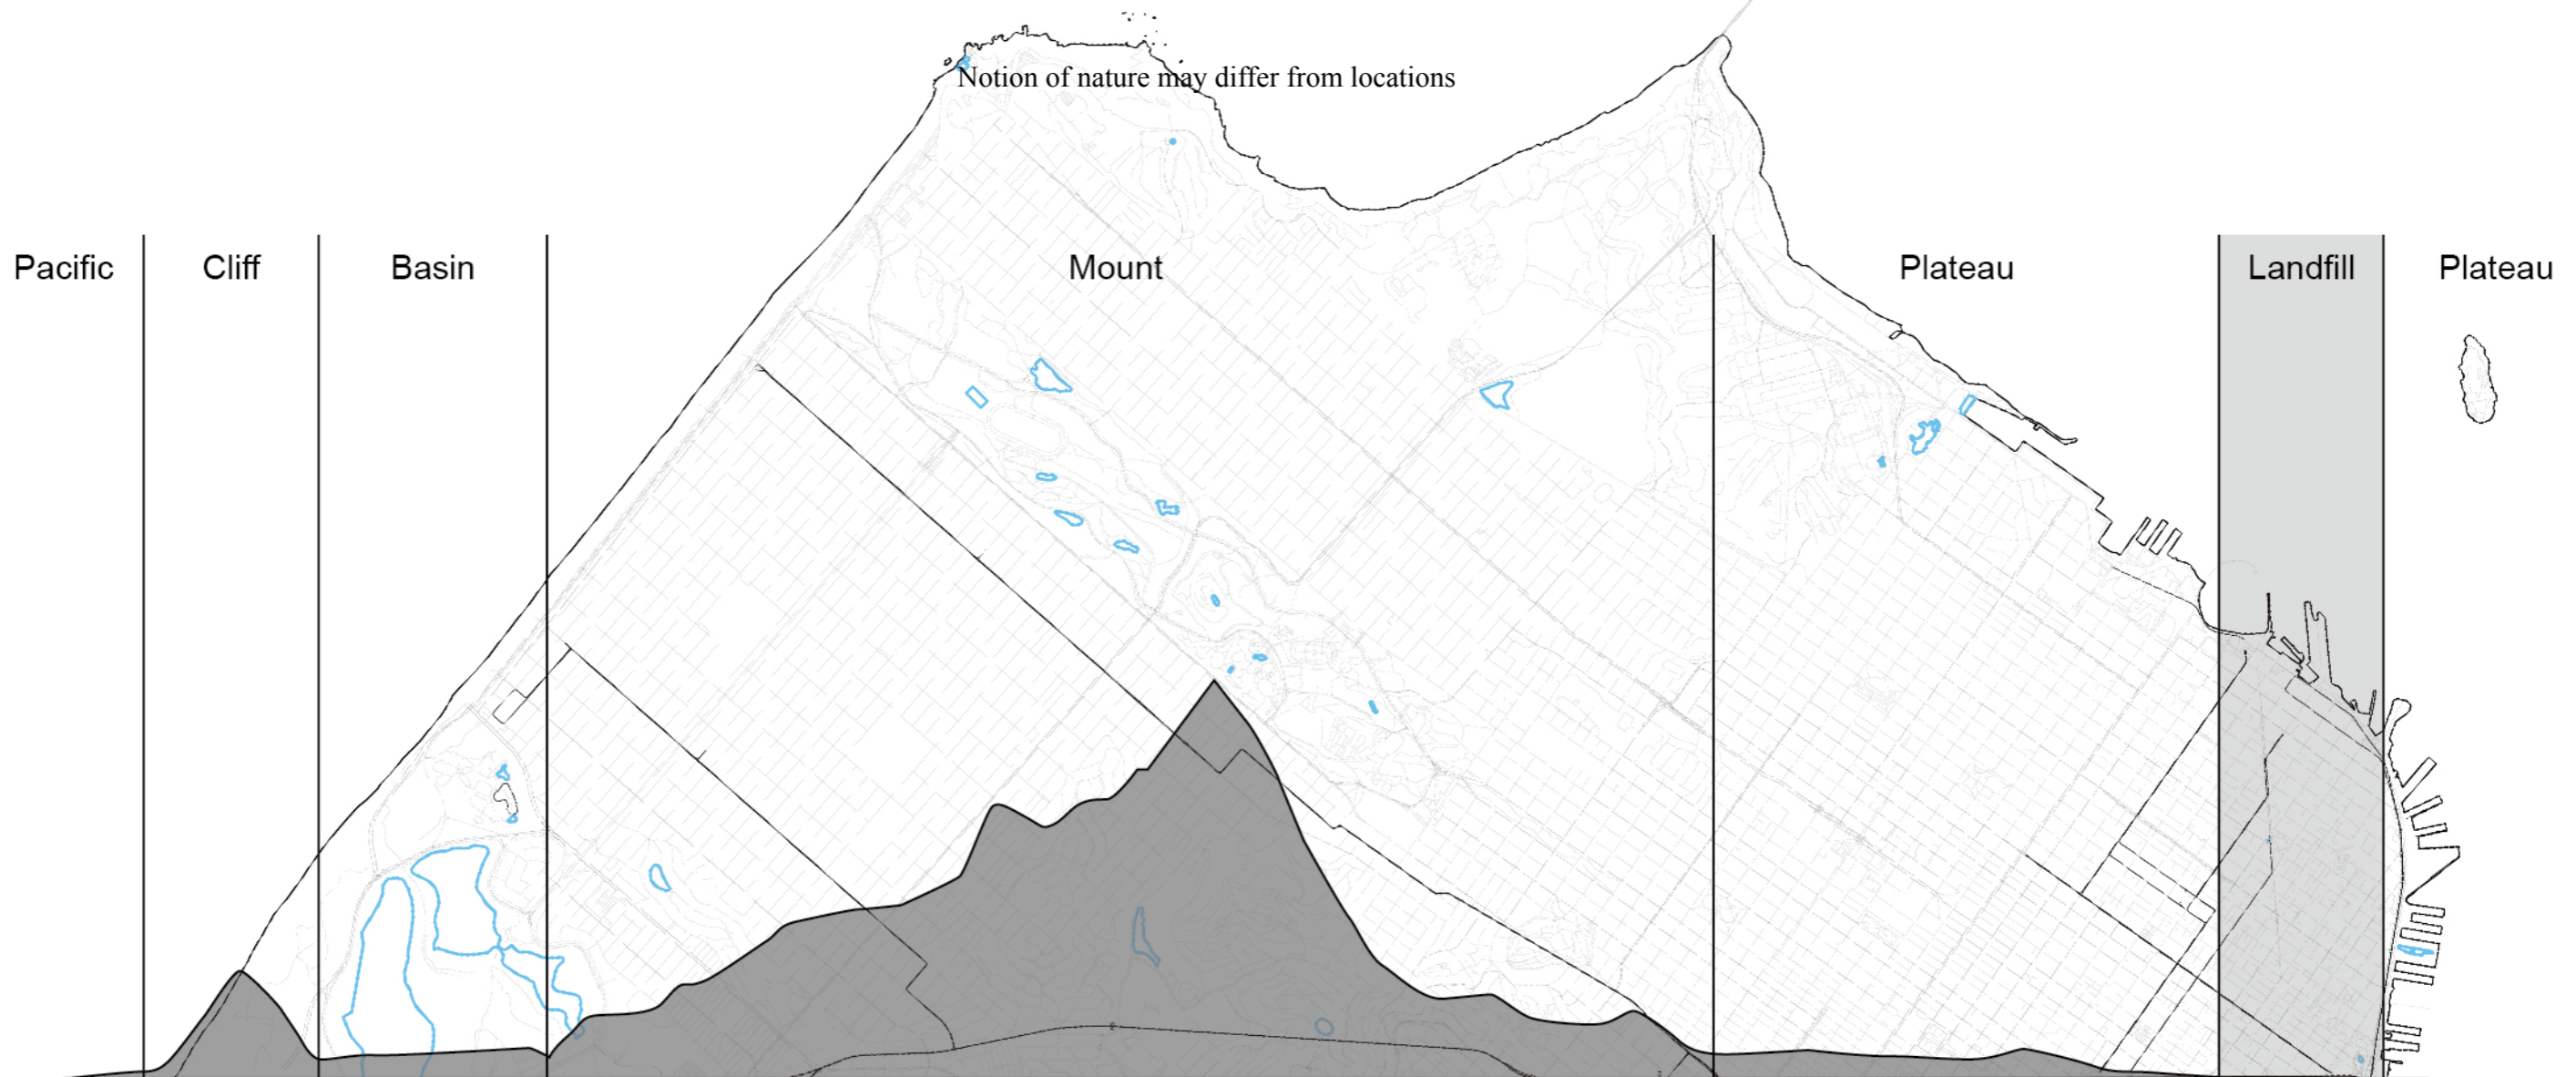 Notion of nature may differ from locations
Pacific
Cliff
Basin
Mount
Plateau
Landfill
Plateau